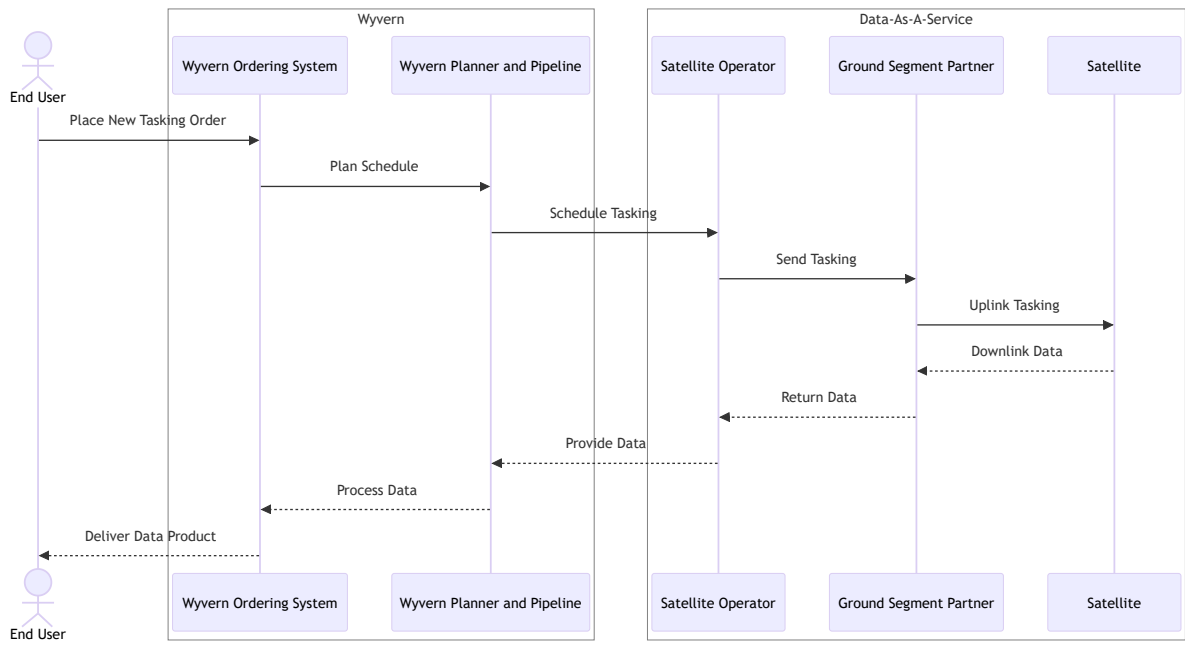 Wyvern
Data-As-A-Service
End User
Wyvern Ordering System
Wyvern Planner and Pipeline
Satellite Operator
Ground Segment Partner
Satellite
Place New Tasking Order
Plan Schedule
Schedule Tasking
Send Tasking
Uplink Tasking
Downlink Data
Return Data
Provide Data
Process Data
Deliver Data Product
End User
Wyvern Ordering System
Wyvern Planner and Pipeline
Satellite Operator
Ground Segment Partner
Satellite